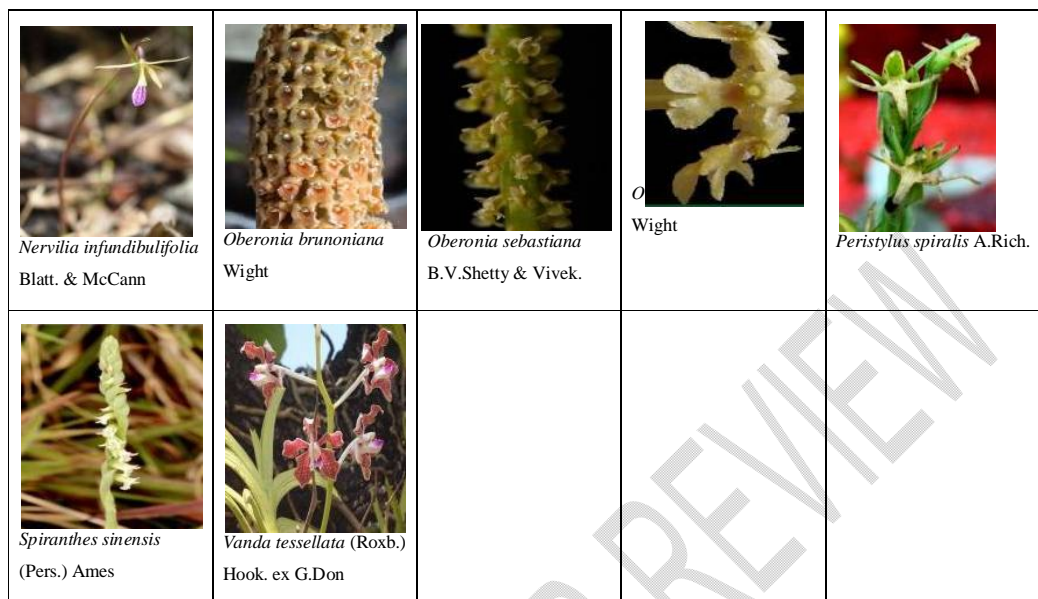 Nervilia infundibulifolia
Blatt. & McCann
Oberonia brunoniana
Wight
Oberonia sebastiana
B.V.Shetty & Vivek.
O
Wight
Peristylus spiralis A.Rich.
Spiranthes sinensis
(Pers.) Ames
Vanda tessellata (Roxb.)
Hook. ex G.Don
REVIEW